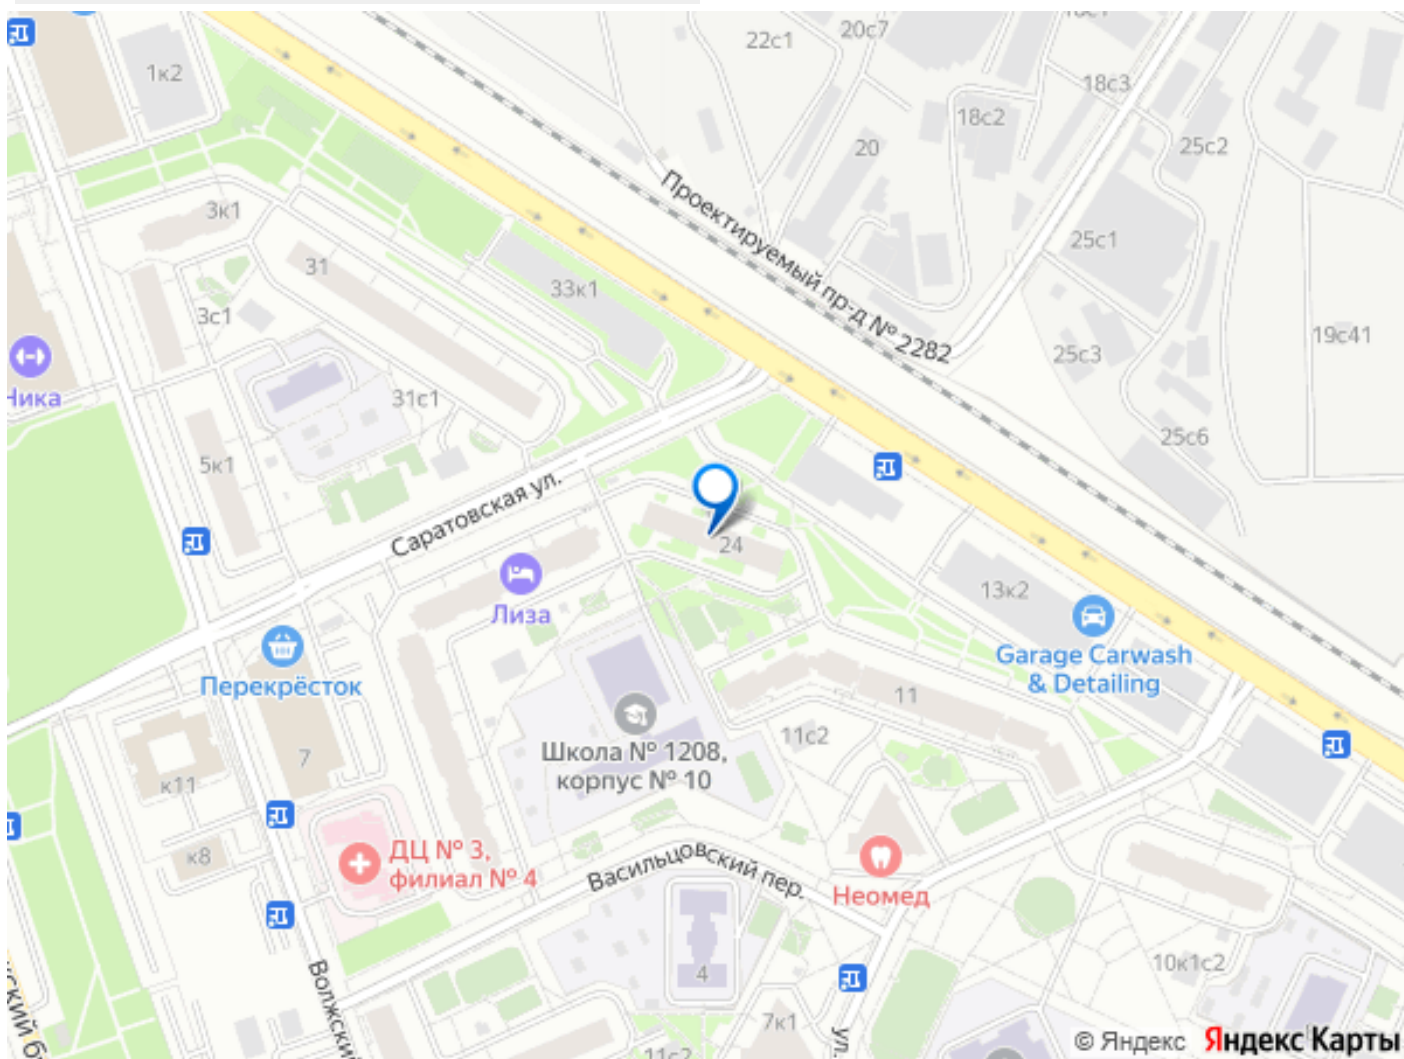 22с1
20с7
1к2
18с3
18с2
20
25с2
Проектируемый пр-д № 2282
3к1
31
33к1
25с1
3с1
19с41
25с3
Ника
31с1
25с6
5к1
Саратовская ул.
24
13к2
Лиза
Garage Carwash
& Detailing
Перекрёсток
11
11с2
Школа № 1208,
корпус № 10
7
к11
ДЦ № 3,
филиал № 4
к8
Васильцовский пер.
Неомед
Волжский
4
10к1с2
7к1
ул.
11с2
© Яндекс Яндекс Карты